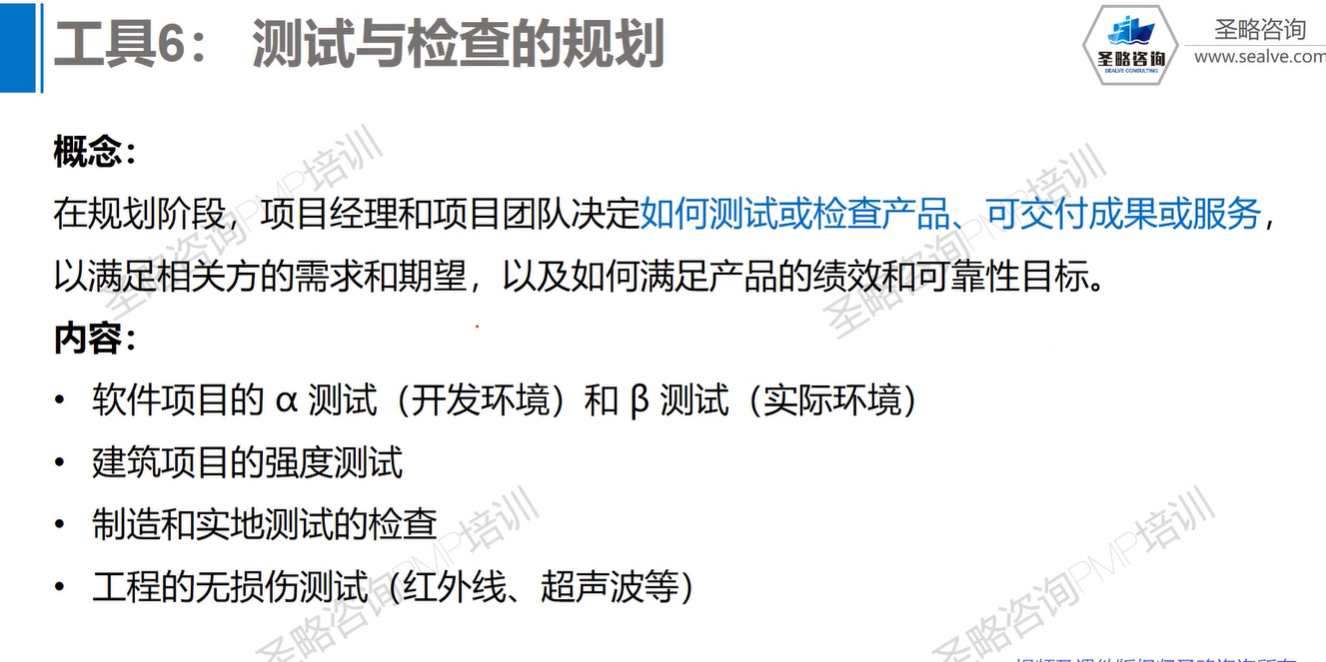 工具6： 测试与检查的规划
圣略咨询
SEALVE CONSULTING
圣略咨询
www.sealve.com
概念：
在规划阶段，项目经理和项目团队决定如何测试或检查产品、可交付成果或服务，
以满足相关方的需求和期望，以及如何满足产品的绩效和可靠性目标。
内容：
• 软件项目的 α 测试（开发环境）和 β 测试（实际环境）
• 建筑项目的强度测试
• 制造和实地测试的检查
• 工程的无损伤测试（红外线、超声波等）
圣略咨询PMP培训
圣略咨询PMP培训
圣略咨询PMP培训
圣略咨询PMP培训